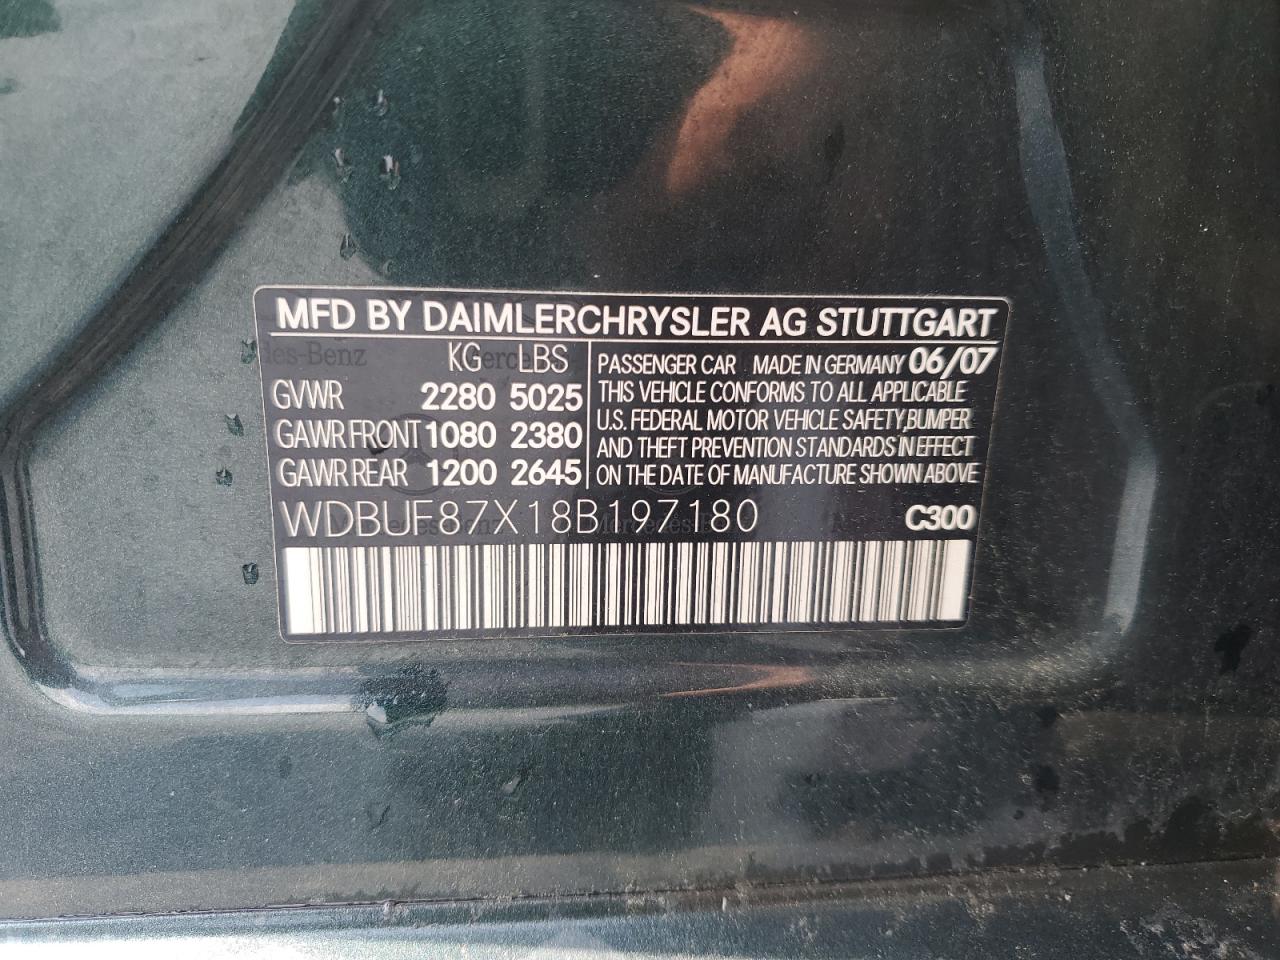 MFD BY DAIMLERCHRYSLER AG STUTTGART
KG LBS
GVWR 2280 5025
GAWR FRONT 1080 2380
GAWR REAR 1200 2645
PASSENGER CAR MADE IN GERMANY 06/07
THIS VEHICLE CONFORMS TO ALL APPLICABLE
U.S. FEDERAL MOTOR VEHICLE SAFETY,BUMPER
AND THEFT PREVENTION STANDARDS IN EFFECT
ON THE DATE OF MANUFACTURE SHOWN ABOVE
WDBUF87X18B197180 C300